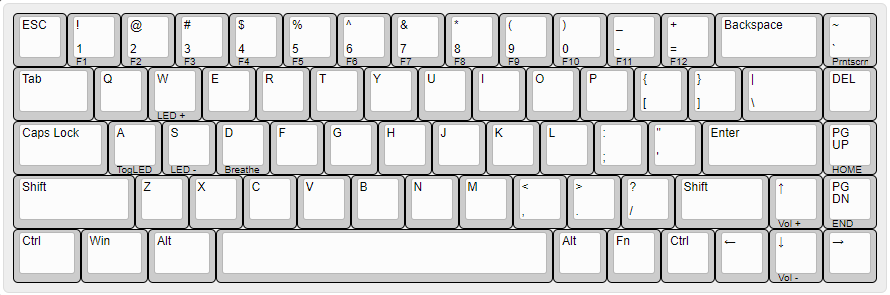 ESC ! @ # $ % ^ & * ( ) _ + Backspace ~
1 2 3 4 5 6 7 8 9 0 - = `
F1 F2 F3 F4 F5 F6 F7 F8 F9 F10 F11 F12 Prntscrn
Tab Q W E R T Y U I O P { } | DEL
[ ] \
LED +
Caps Lock A S D F G H J K L : " Enter PG
UP
; '
TogLED LED - Breathe HOME
Shift Z X C V B N M < > ? Shift ↑ PG
DN
, . /
Vol + END
Ctrl Win Alt Alt Fn Ctrl ← ↓ →
Vol -